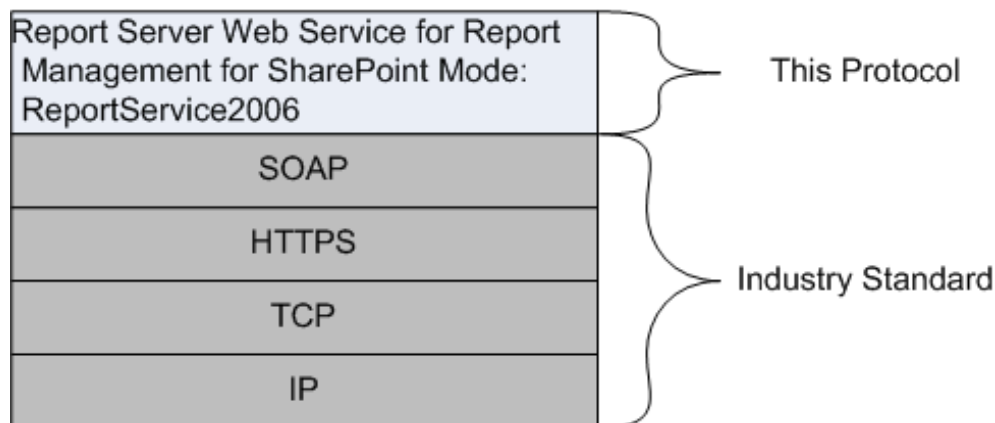 Report Server Web Service for Report
Management for SharePoint Mode:
ReportService2006
This Protocol
SOAP
HTTPS
TCP
IP
Industry Standard